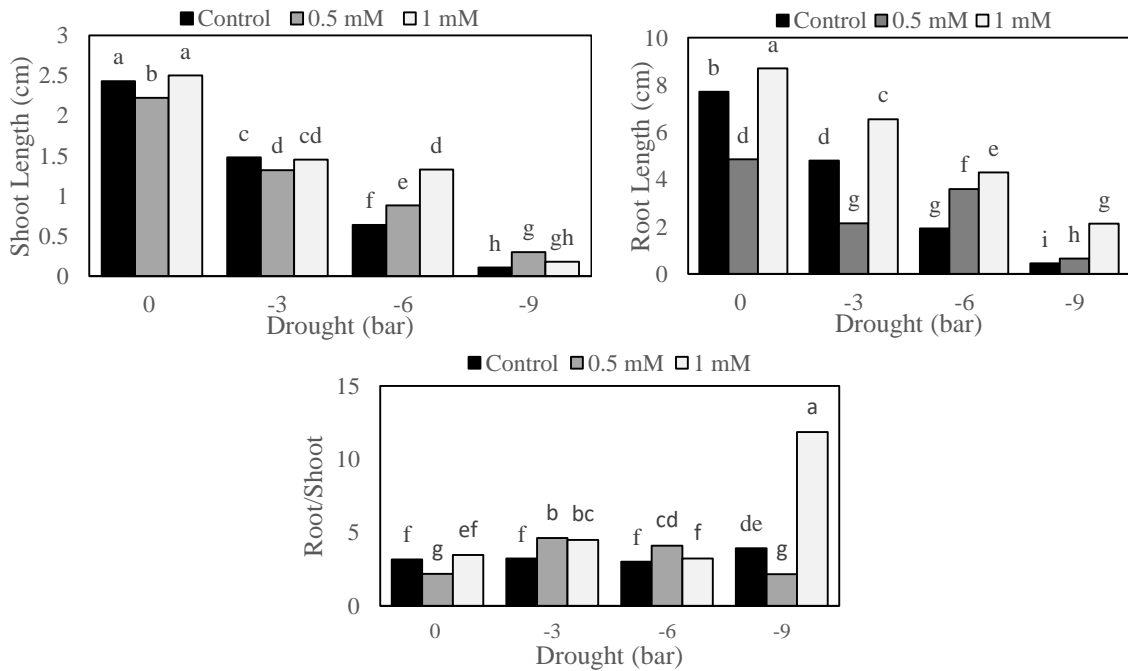 Control 0.5 mM 1 mM
Shoot Length (cm)
3
2.5
2
1.5
1
0.5
0
a b a
c d cd
f e d
h g gh
0 -3 -6 -9
Drought (bar)
Control 0.5 mM 1 mM
Root Length (cm)
10
8
6
4
2
0
b d a
d g c
g f e
i h g
0 -3 -6 -9
Drought (bar)
Control 0.5 mM 1 mM
Root/Shoot
15
10
5
0
f g ef
f b bc
f cd f
de g a
0 -3 -6 -9
Drought (bar)